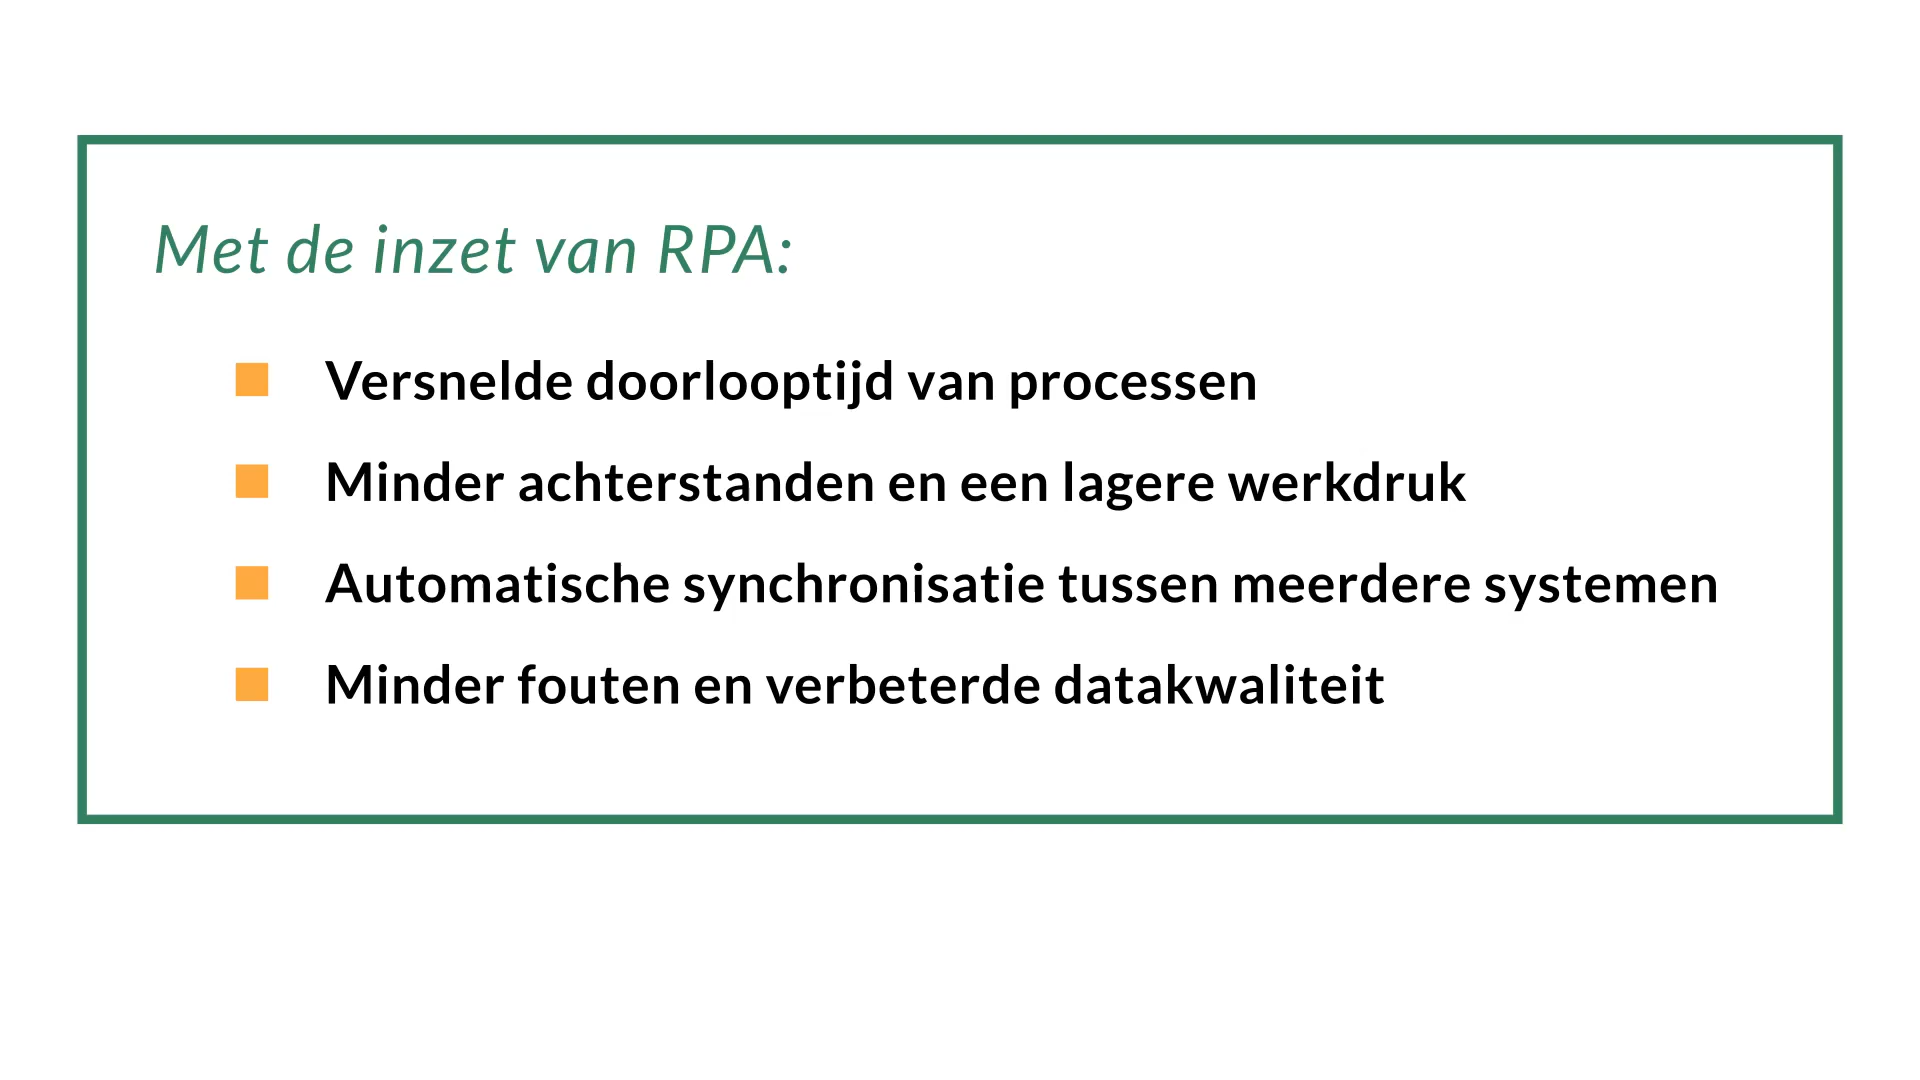 Met de inzet van RPA:
Versnelde doorlooptijd van processen
Minder achterstanden en een lagere werkdruk
Automatische synchronisatie tussen meerdere systemen
Minder fouten en verbeterde datakwaliteit